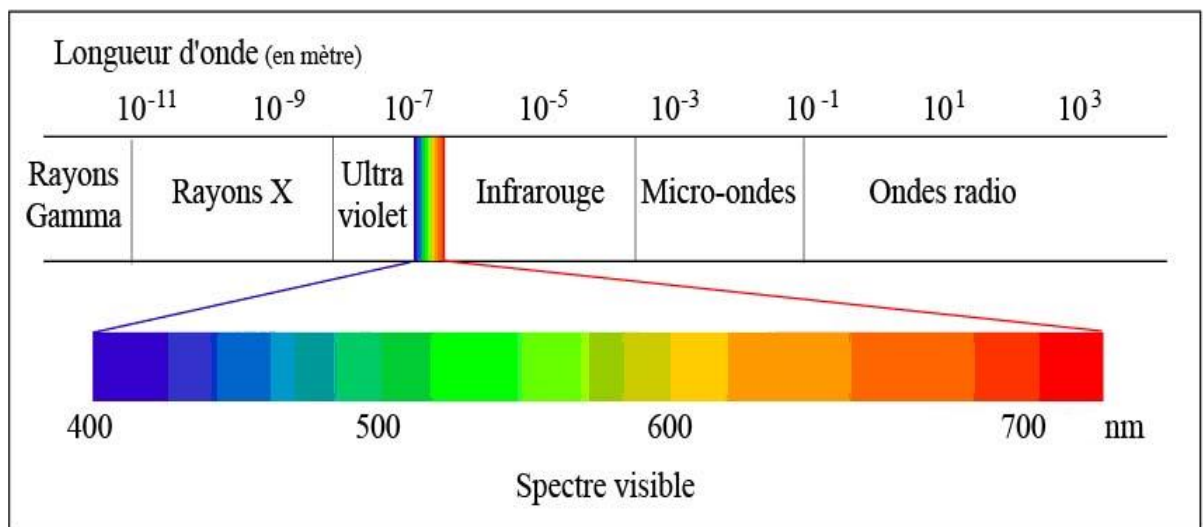 Longueur d'onde (en mètre)
10⁻¹¹ 10⁻⁹ 10⁻⁷ 10⁻⁵ 10⁻³ 10⁻¹ 10¹ 10³
Rayons Gamma Rayons X Ultra violet Infrarouge Micro-ondes Ondes radio
400 500 600 700 nm
Spectre visible